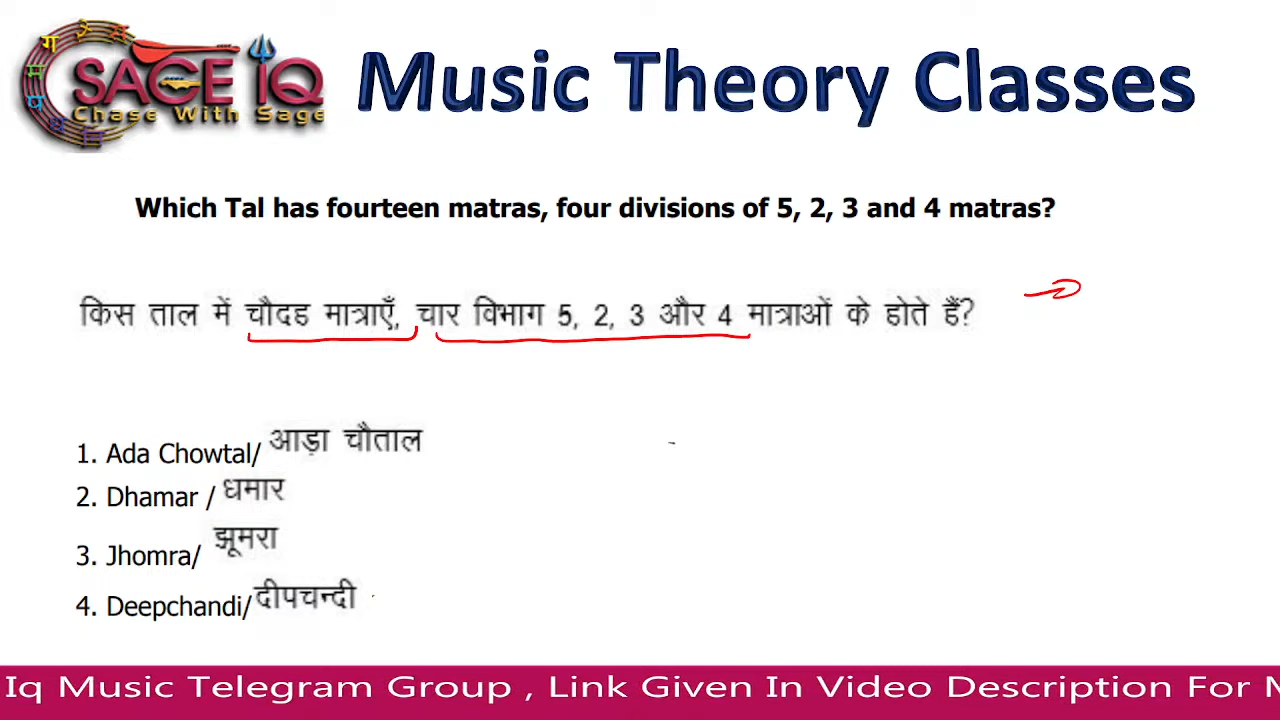 SAGE IQ
Chase With Sage
Music Theory Classes
Which Tal has fourteen matras, four divisions of 5, 2, 3 and 4 matras?
किस ताल में चौदह मात्राएँ, चार विभाग 5, 2, 3 और 4 मात्राओं के होते हैं?
1. Ada Chowtal/ आड़ा चौताल
2. Dhamar / धमार
3. Jhomra/ झूमरा
4. Deepchandi/ दीपचन्दी
Iq Music Telegram Group , Link Given In Video Description For